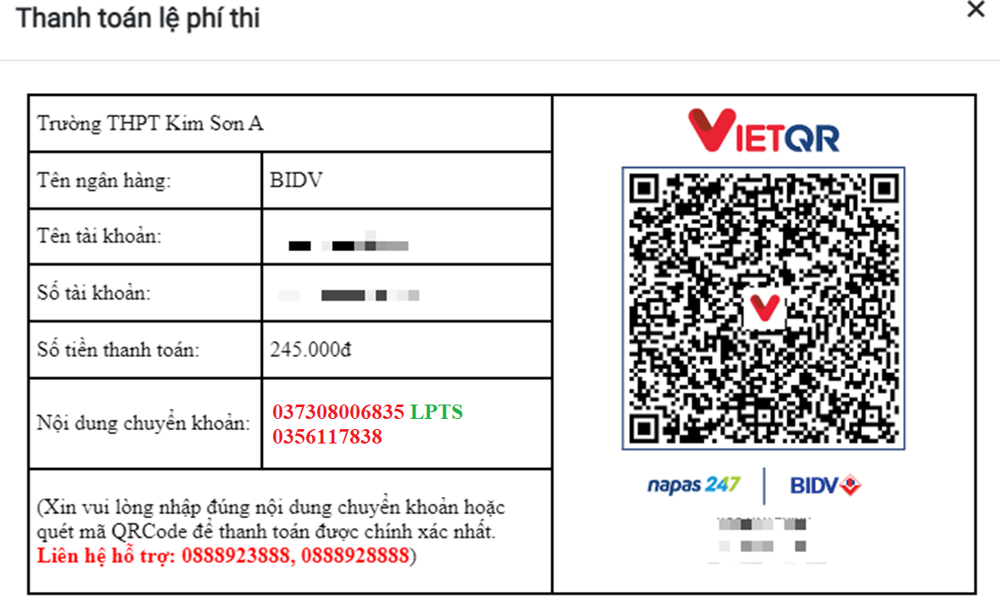 Thanh toán lệ phí thi
Trường THPT Kim Sơn A
Tên ngân hàng:
BIDV
Tên tài khoản:
Số tài khoản:
Số tiền thanh toán:
245.000đ
Nội dung chuyển khoản:
037308006835 LPTS
0356117838
(Xin vui lòng nhập đúng nội dung chuyển khoản hoặc
quét mã QRCode để thanh toán được chính xác nhất.
Liên hệ hỗ trợ: 0888923888, 0888928888)
VIETQR
napas 247
BIDV